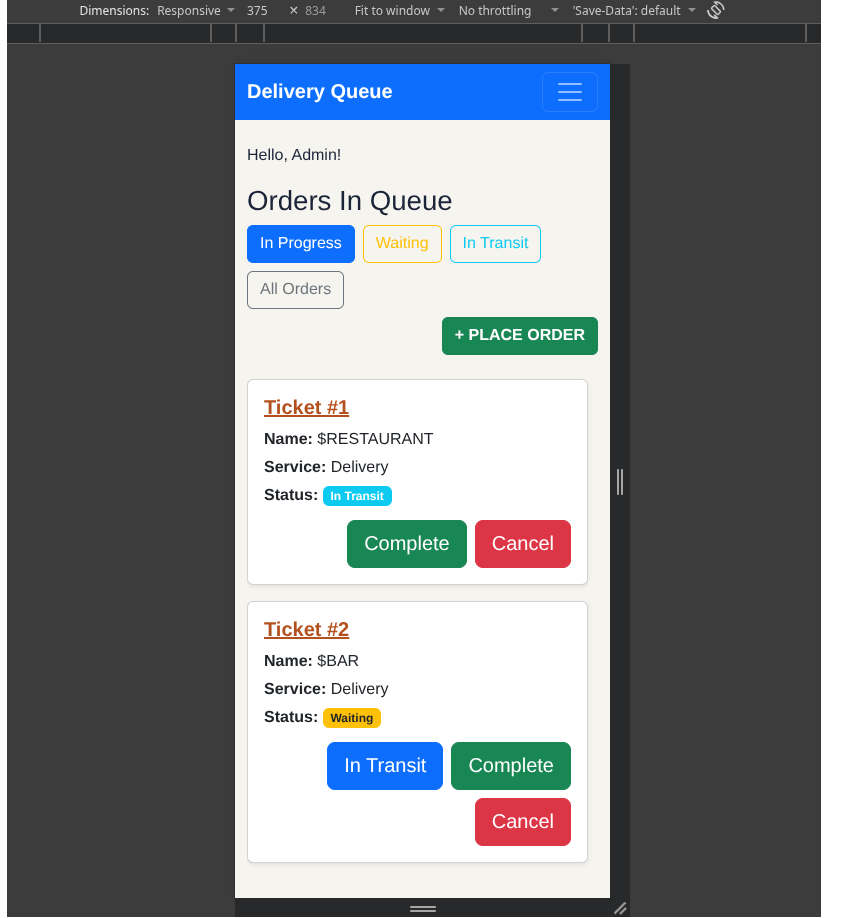 Dimensions: Responsive 375 × 834 Fit to window No throttling 'Save-Data': default
Delivery Queue
Hello, Admin!
Orders In Queue
In Progress Waiting In Transit
All Orders
+ PLACE ORDER
Ticket #1
Name: $RESTAURANT
Service: Delivery
Status: In Transit
Complete Cancel
Ticket #2
Name: $BAR
Service: Delivery
Status: Waiting
In Transit Complete
Cancel